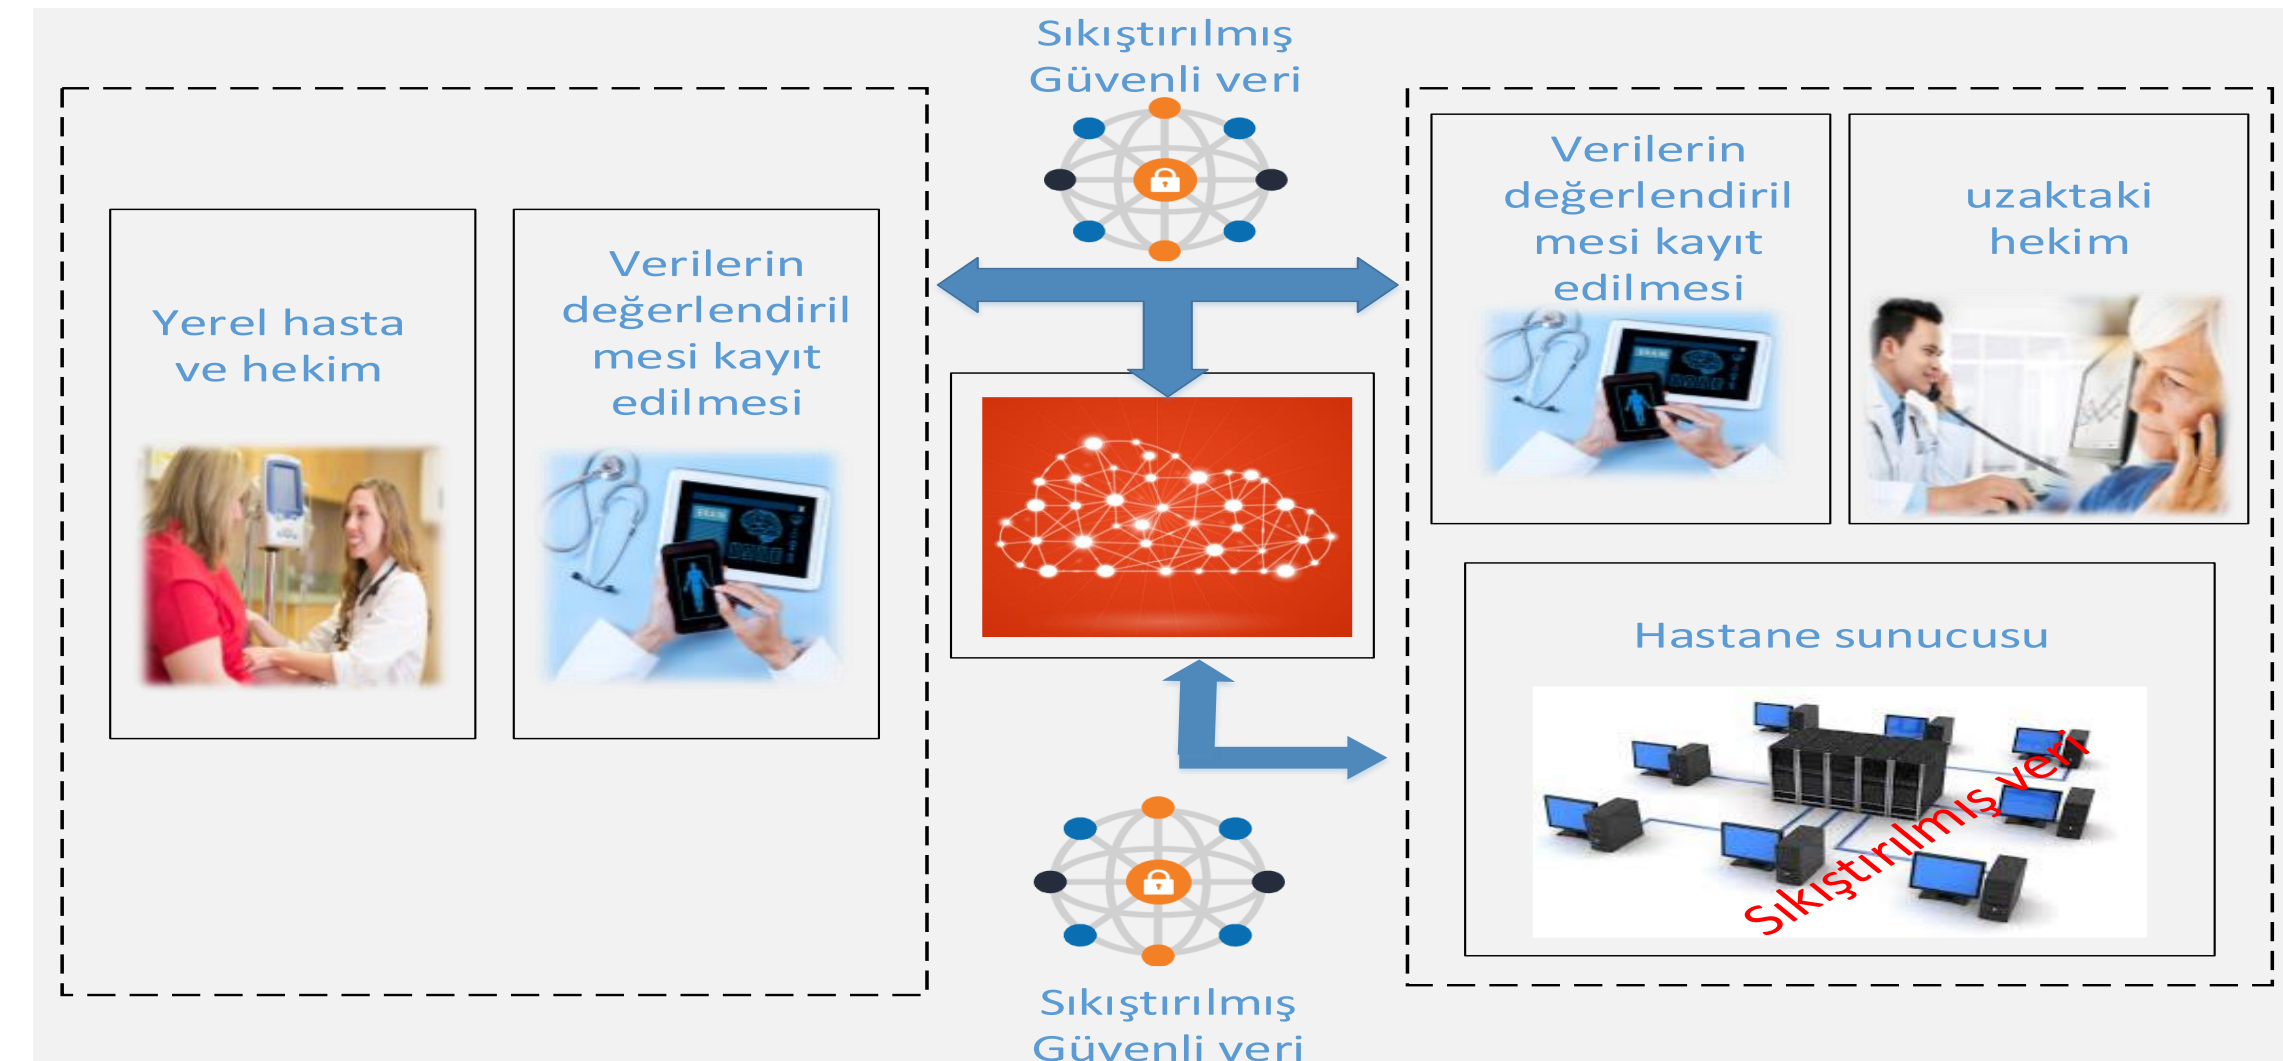 Sıkıştırılmış
Güvenli veri
Yerel hasta
ve hekim
Verilerin
değerlendiril
mesi kayıt
edilmesi
Verilerin
değerlendiril
mesi kayıt
edilmesi
uzaktaki
hekim
Hastane sunucusu
Sıkıştırılmış veri
Sıkıştırılmış
Güvenli veri